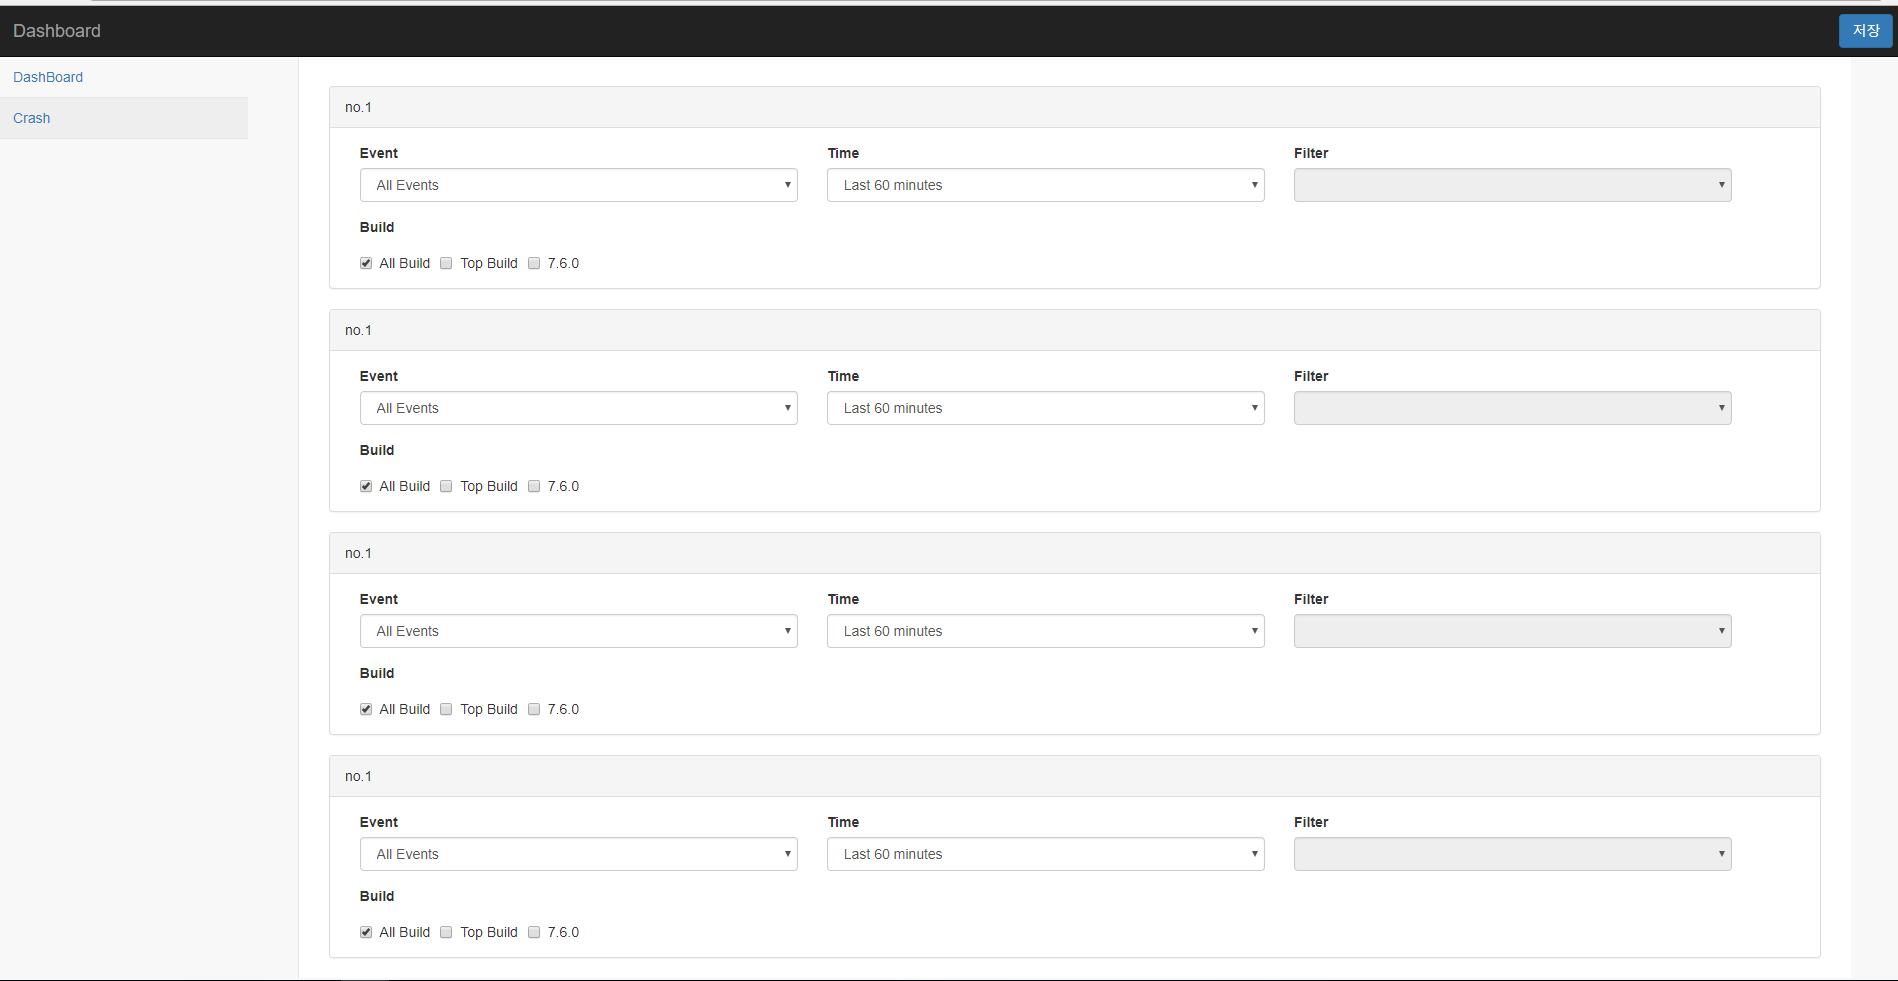 Dashboard 저장
DashBoard
Crash
no.1
Event Time Filter
All Events Last 60 minutes
Build
All Build Top Build 7.6.0
no.1
Event Time Filter
All Events Last 60 minutes
Build
All Build Top Build 7.6.0
no.1
Event Time Filter
All Events Last 60 minutes
Build
All Build Top Build 7.6.0
no.1
Event Time Filter
All Events Last 60 minutes
Build
All Build Top Build 7.6.0